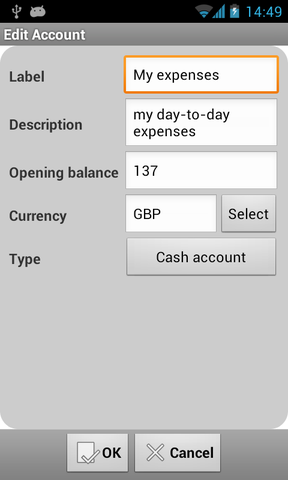 14:49
Edit Account
Label My expenses
Description my day-to-day
expenses
Opening balance 137
Currency GBP Select
Type Cash account
OK Cancel